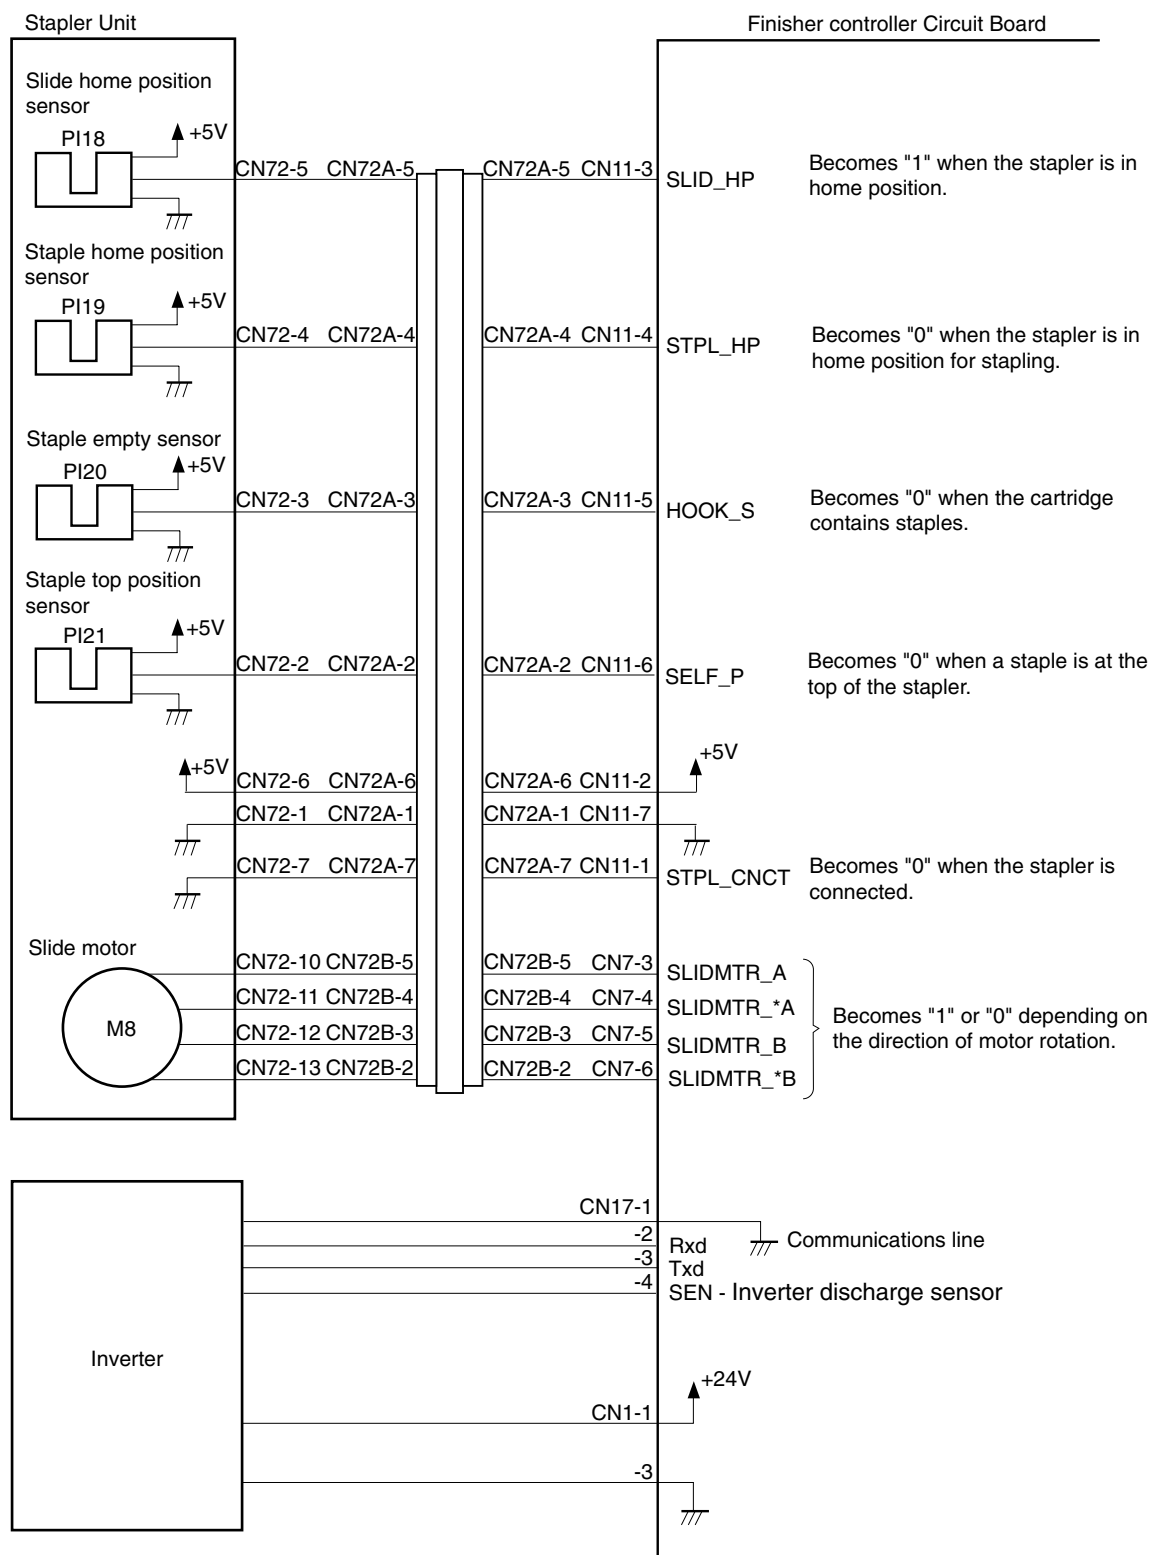 Stapler Unit
Finisher controller Circuit Board
Slide home position
sensor
PI18
+5V
CN72-5 CN72A-5
CN72A-5 CN11-3
SLID_HP
Becomes "1" when the stapler is in
home position.
Staple home position
sensor
PI19
+5V
CN72-4 CN72A-4
CN72A-4 CN11-4
STPL_HP
Becomes "0" when the stapler is in
home position for stapling.
Staple empty sensor
PI20
+5V
CN72-3 CN72A-3
CN72A-3 CN11-5
HOOK_S
Becomes "0" when the cartridge
contains staples.
Staple top position
sensor
PI21
+5V
CN72-2 CN72A-2
CN72A-2 CN11-6
SELF_P
Becomes "0" when a staple is at the
top of the stapler.
+5V
CN72-6 CN72A-6
CN72A-6 CN11-2
+5V
CN72-1 CN72A-1
CN72A-1 CN11-7
CN72-7 CN72A-7
CN72A-7 CN11-1
STPL_CNCT
Becomes "0" when the stapler is
connected.
Slide motor
M8
CN72-10 CN72B-5
CN72B-5 CN7-3
SLIDMTR_A
CN72-11 CN72B-4
CN72B-4 CN7-4
SLIDMTR_*A
CN72-12 CN72B-3
CN72B-3 CN7-5
SLIDMTR_B
CN72-13 CN72B-2
CN72B-2 CN7-6
SLIDMTR_*B
Becomes "1" or "0" depending on
the direction of motor rotation.
Inverter
CN17-1
-2
Rxd
Communications line
-3
Txd
-4
SEN - Inverter discharge sensor
+24V
CN1-1
-3